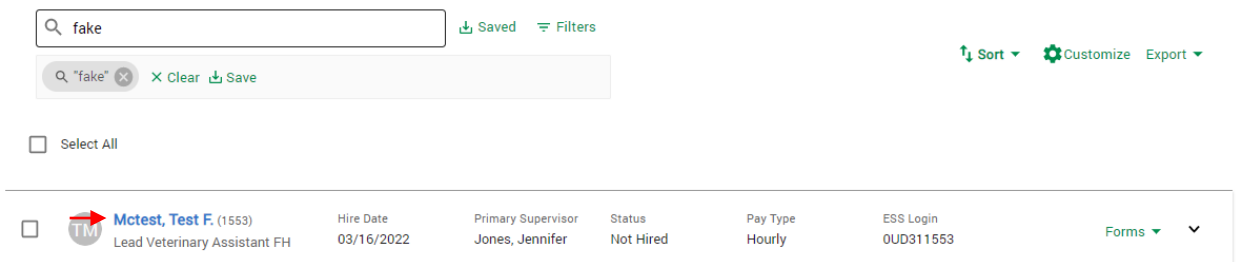 fake
Saved
Filters
Sort
Customize
Export
"fake"
Clear
Save
Select All
TM
Mctest, Test F. (1553)
Lead Veterinary Assistant FH
Hire Date
03/16/2022
Primary Supervisor
Jones, Jennifer
Status
Not Hired
Pay Type
Hourly
ESS Login
0UD311553
Forms